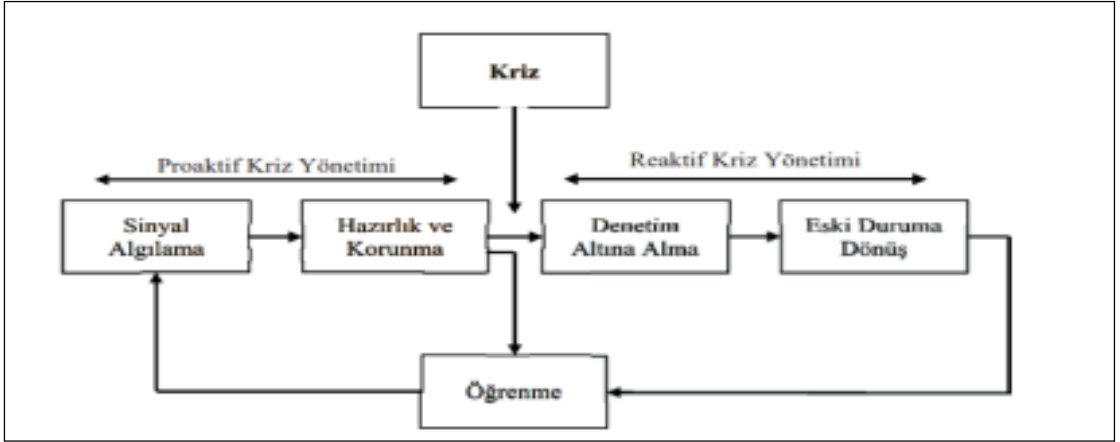 Kriz
Proaktif Kriz Yönetimi
Reaktif Kriz Yönetimi
Sinyal
Algılama
Hazırlık ve
Korunma
Denetim
Altına Alma
Eski Duruma
Dönüş
Öğrenme